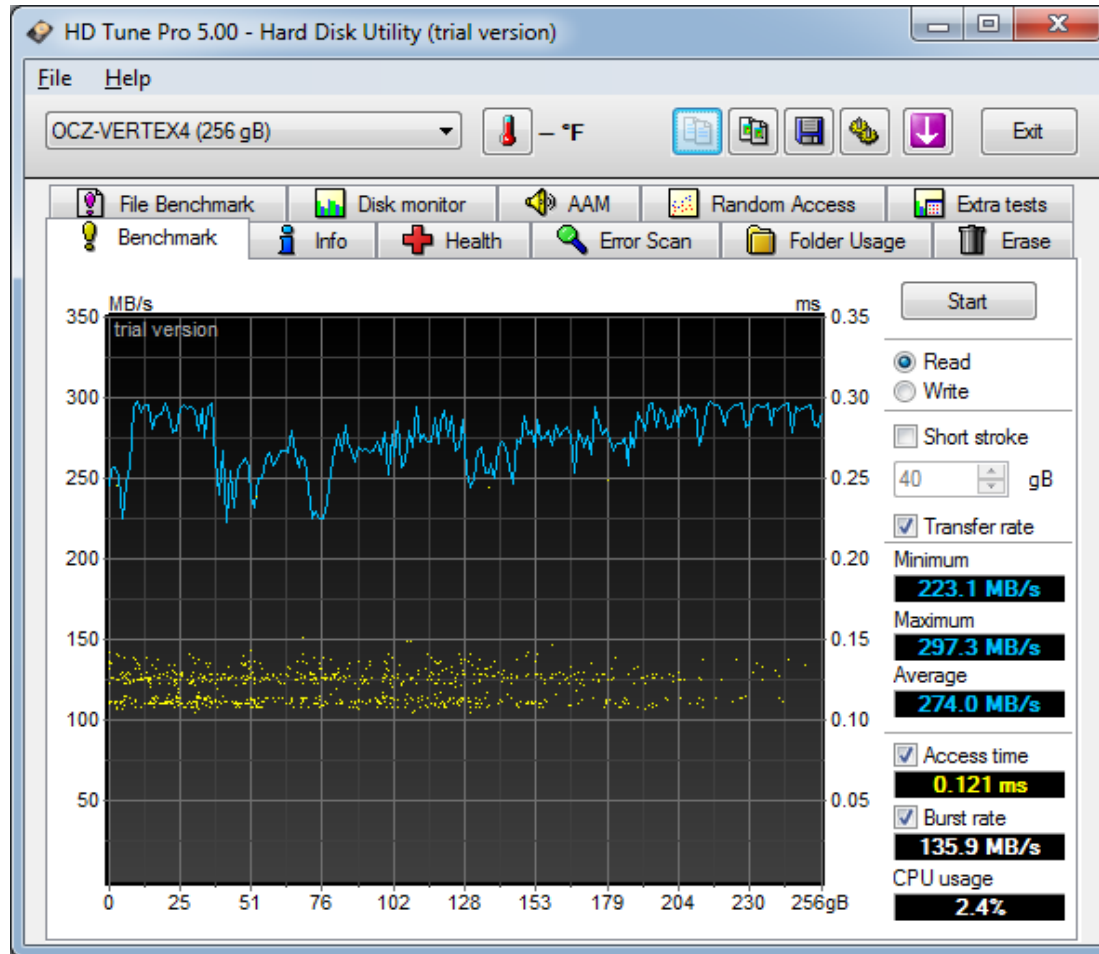 HD Tune Pro 5.00 - Hard Disk Utility (trial version)
File Help
OCZ-VERTEX4 (256 gB)
– °F
Exit
File Benchmark Disk monitor AAM Random Access Extra tests
Benchmark Info Health Error Scan Folder Usage Erase
MB/s ms
trial version
350 0.35
300 0.30
250 0.25
200 0.20
150 0.15
100 0.10
50 0.05
0 25 51 76 102 128 153 179 204 230 256gB
Start
Read
Write
Short stroke
40 gB
Transfer rate
Minimum
223.1 MB/s
Maximum
297.3 MB/s
Average
274.0 MB/s
Access time
0.121 ms
Burst rate
135.9 MB/s
CPU usage
2.4%